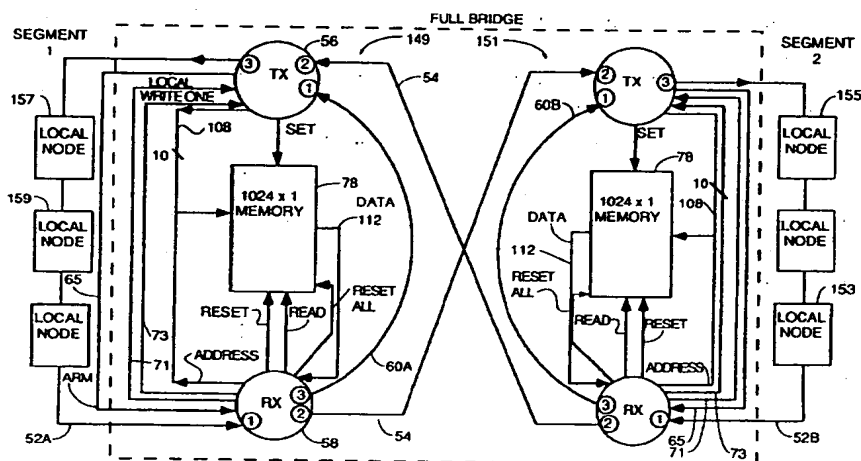 FULL BRIDGE
SEGMENT
1
SEGMENT
2
56
149
151
3
2
TX
1
2
TX
3
1
54
157
LOCAL
WRITE ONE
108
10
SET
60B
SET
155
LOCAL
NODE
LOCAL
NODE
78
1024 x 1
MEMORY
DATA
112
78
1024 x 1
MEMORY
10
108
DATA
112
159
LOCAL
NODE
LOCAL
NODE
65
73
71
RESET
READ
RESET
ALL
RESET
ALL
READ
RESET
153
LOCAL
NODE
LOCAL
NODE
ADDRESS
ADDRESS
60A
ARM
3
RX
1
2
3
RX
1
2
52A
58
54
65
71
73
52B